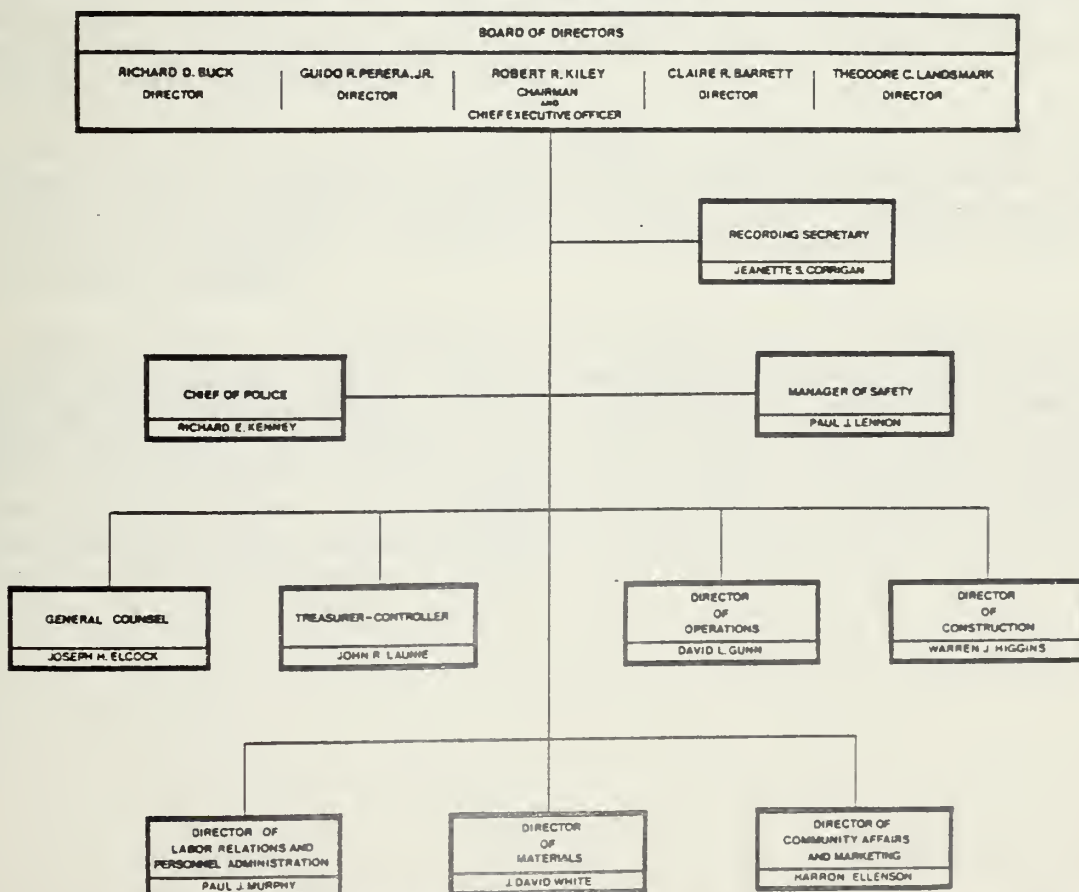 BOARD OF DIRECTORS
RICHARD D. BUCK
DIRECTOR
GUIDO R. PERERA, JR.
DIRECTOR
ROBERT R. KILEY
CHAIRMAN
AND
CHIEF EXECUTIVE OFFICER
CLAIRE R. BARRETT
DIRECTOR
THEODORE C. LANDSMARK
DIRECTOR
RECORDING SECRETARY
JEANETTE S. CORRIGAN
CHIEF OF POLICE
RICHARD E. KENNEY
MANAGER OF SAFETY
PAUL J. LENNON
GENERAL COUNSEL
JOSEPH H. ELCOCK
TREASURER-CONTROLLER
JOHN R. LAUNIE
DIRECTOR
OF
OPERATIONS
DAVID L. GUNN
DIRECTOR
OF
CONSTRUCTION
WARREN J. HIGGINS
DIRECTOR OF
LABOR RELATIONS AND
PERSONNEL ADMINISTRATION
PAUL J. MURPHY
DIRECTOR
OF
MATERIALS
J. DAVID WHITE
DIRECTOR OF
COMMUNITY AFFAIRS
AND MARKETING
HARRON ELLENSON